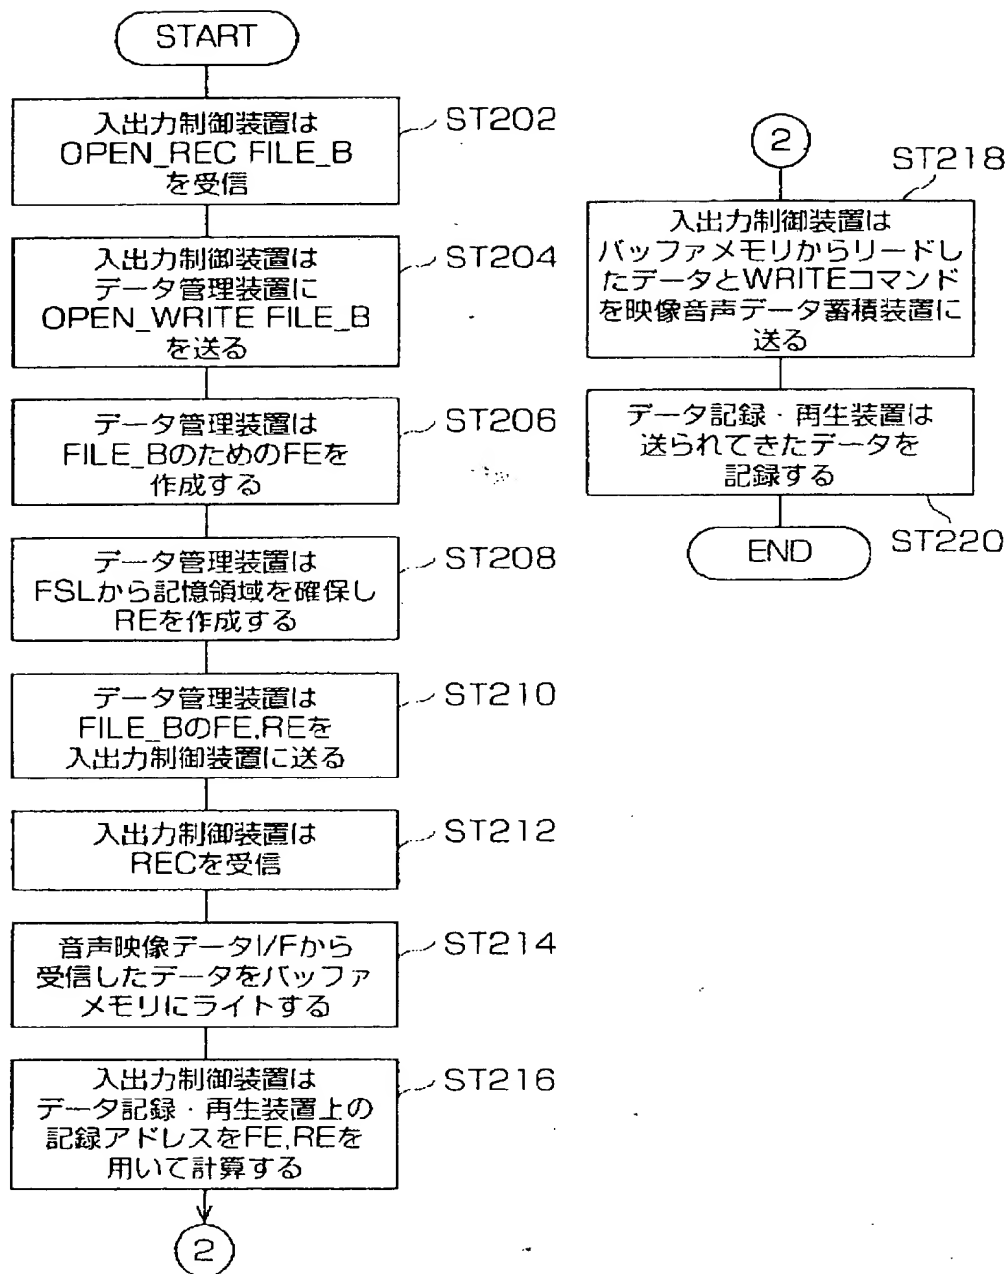 START
入出力制御装置は
OPEN_REC FILE_B
を受信
ST202
入出力制御装置は
データ管理装置に
OPEN_WRITE FILE_B
を送る
ST204
データ管理装置は
FILE_BのためのFEを
作成する
ST206
データ管理装置は
FSLから記憶領域を確保し
REを作成する
ST208
データ管理装置は
FILE_BのFE,REを
入出力制御装置に送る
ST210
入出力制御装置は
RECを受信
ST212
音声映像データI/Fから
受信したデータをバッファ
メモリにライトする
ST214
入出力制御装置は
データ記録・再生装置上の
記録アドレスをFE,REを
用いて計算する
ST216
2
2
ST218
入出力制御装置は
バッファメモリからリードし
たデータとWRITEコマンド
を映像音声データ蓄積装置に
送る
データ記録・再生装置は
送られてきたデータを
記録する
ST220
END